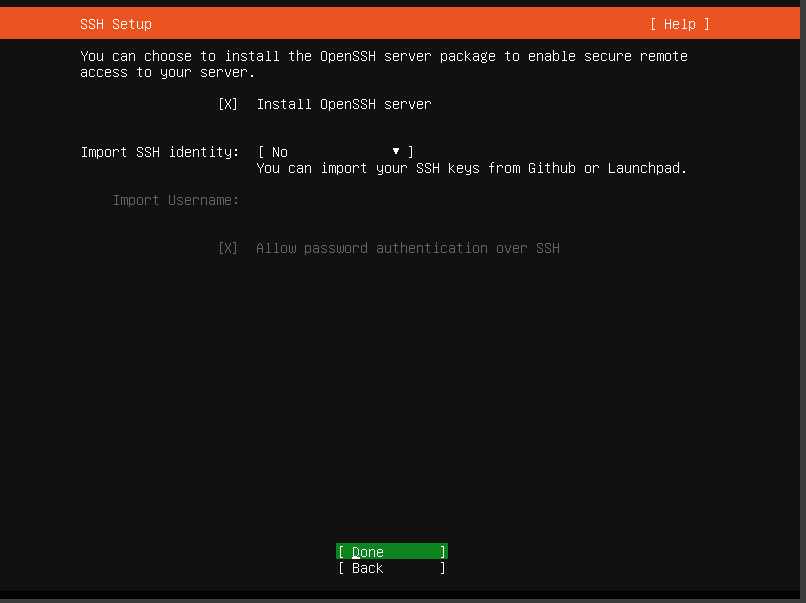 SSH Setup [ Help ]
You can choose to install the OpenSSH server package to enable secure remote
access to your server.
[X] Install OpenSSH server
Import SSH identity: [ No ▾ ]
You can import your SSH keys from Github or Launchpad.
Import Username:
[X] Allow password authentication over SSH
[ Done ]
[ Back ]